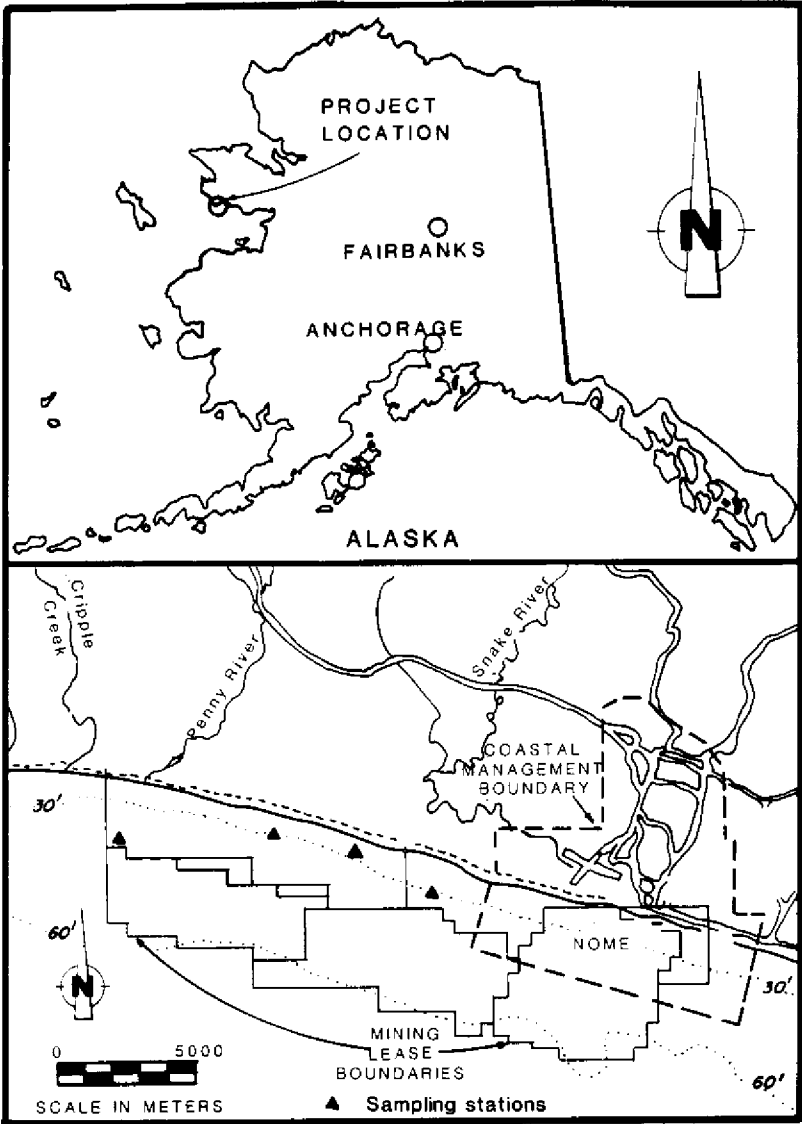 PROJECT
LOCATION
N
FAIRBANKS
ANCHORAGE
ALASKA
Cripple
Creek
Penny River
Snake River
COASTAL
MANAGEMENT
BOUNDARY
30'
60'
N
NOME
30'
MINING
LEASE
BOUNDARIES
60'
0 5000
SCALE IN METERS
▲ Sampling stations